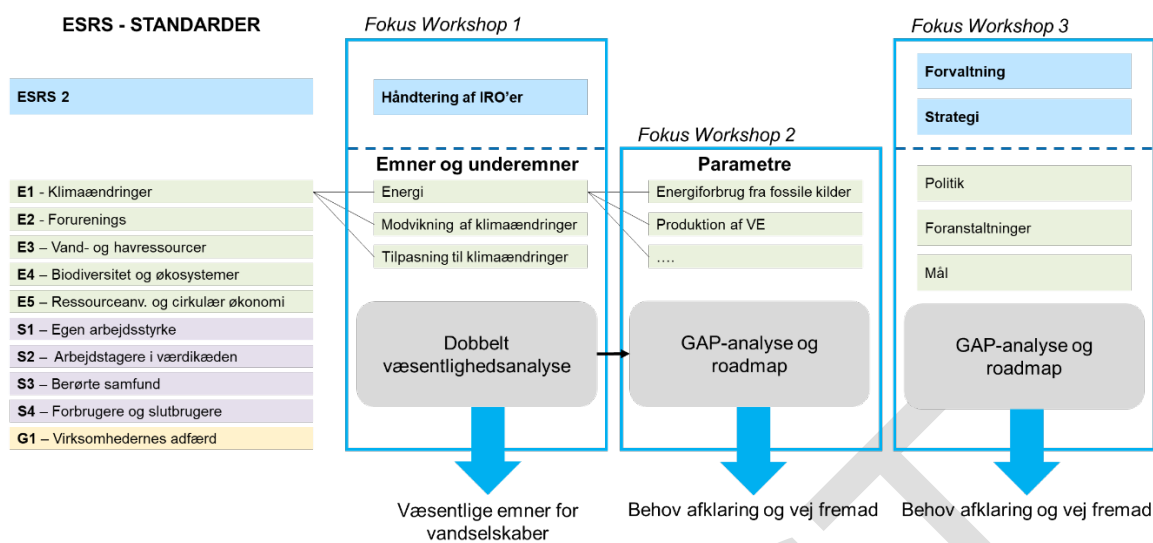 ESRS - STANDARDER
ESRS 2
E1 - Klimaændringer
E2 - Forurenings
E3 – Vand- og havressourcer
E4 – Biodiversitet og økosystemer
E5 – Ressourceanv. og cirkulær økonomi
S1 – Egen arbejdsstyrke
S2 – Arbejdstagere i værdikæden
S3 – Berørte samfund
S4 – Forbrugere og slutbrugere
G1 – Virksomhedernes adfærd
Fokus Workshop 1
Håndtering af IRO’er
Emner og underemner
Energi
Modvikning af klimaændringer
Tilpasning til klimaændringer
Dobbelt
væsentlighedsanalyse
Væsentlige emner for
vandselskaber
Fokus Workshop 2
Parametre
Energiforbrug fra fossile kilder
Produktion af VE
….
GAP-analyse og
roadmap
Behov afklaring og vej fremad
Fokus Workshop 3
Forvaltning
Strategi
Politik
Foranstaltninger
Mål
GAP-analyse og
roadmap
Behov afklaring og vej fremad